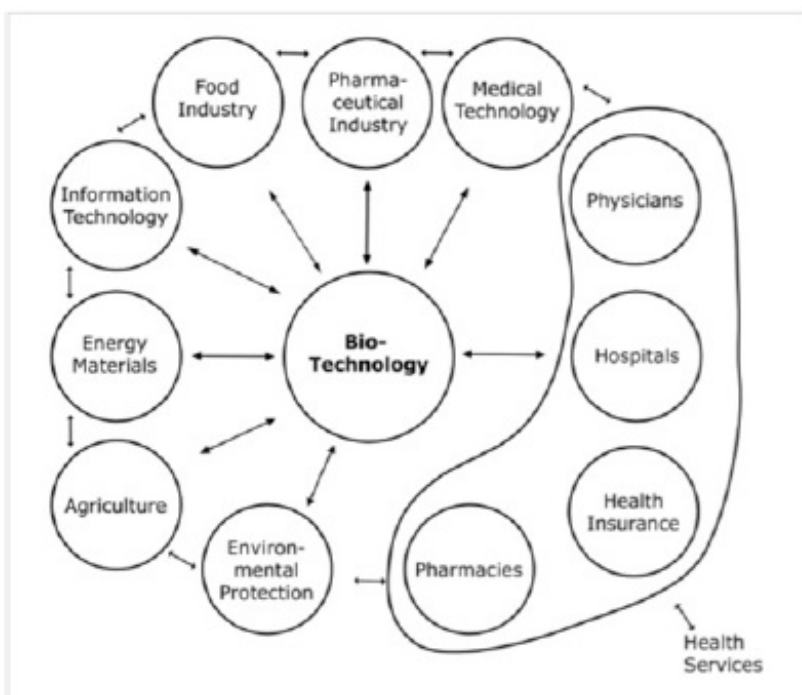 Food
Industry
Pharma-
ceutical
Industry
Medical
Technology
Information
Technology
Physicians
Energy
Materials
Bio-
Technology
Hospitals
Agriculture
Environ-
mental
Protection
Pharmacies
Health
Insurance
Health
Services